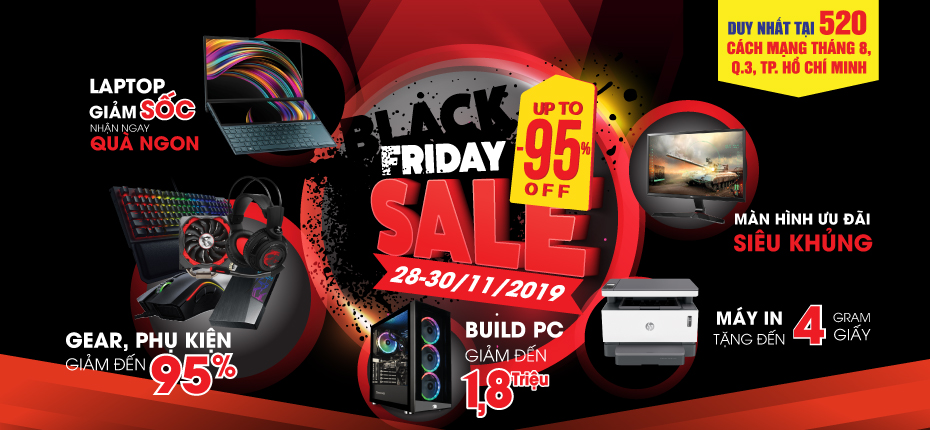 DUY NHẤT TẠI 520
CÁCH MẠNG THÁNG 8,
Q.3, TP. HỒ CHÍ MINH
LAPTOP
GIẢM SỐC
NHẬN NGAY
QUÀ NGON
BLACK
FRIDAY
SALE
28-30/11/2019
UP TO
-95%
OFF
MÀN HÌNH ƯU ĐÃI
SIÊU KHỦNG
GEAR, PHỤ KIỆN
GIẢM ĐẾN
95%
BUILD PC
GIẢM ĐẾN
1,8 Triệu
MÁY IN
TẶNG ĐẾN
4
GRAM
GIẤY
hp